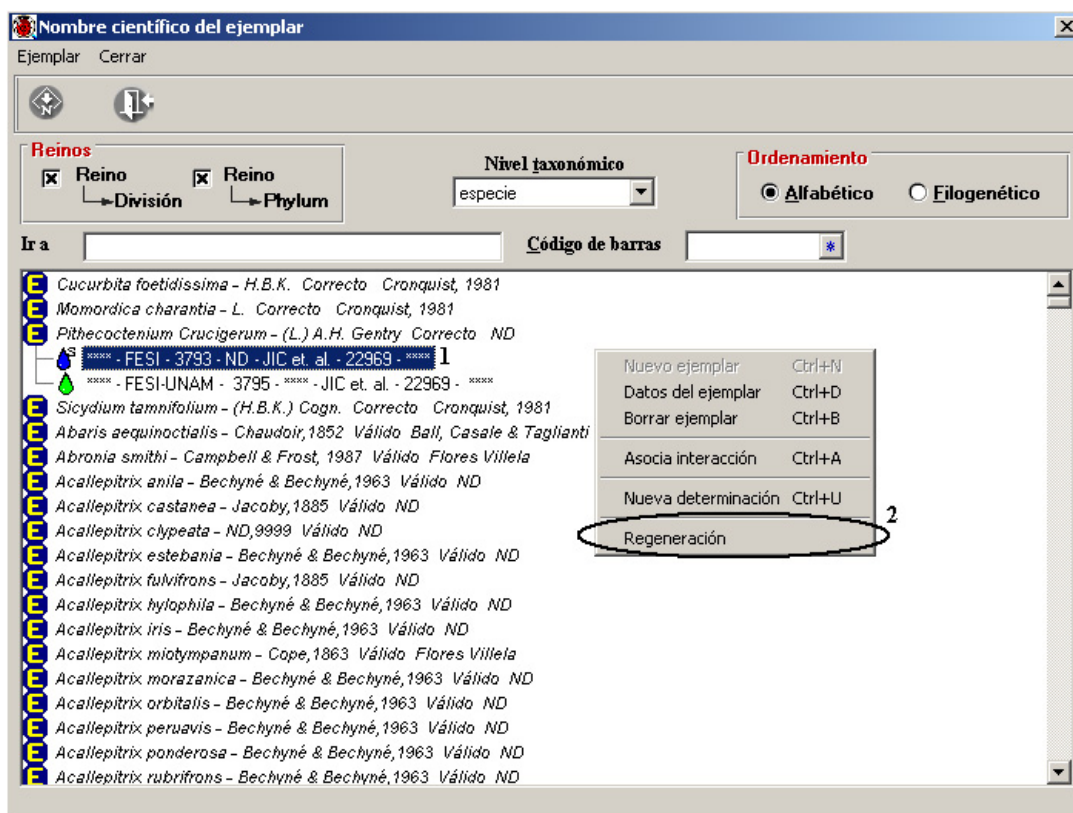 Nombre científico del ejemplar
Ejemplar Cerrar
N
Reinos
Reino División
Reino Phylum
Nivel taxonómico
especie
Ordenamiento
Alfabético Filogenético
Ir a
Código de barras
*
E Cucurbita foetidissima - H.B.K. Correcto Cronquist, 1981
E Momordica charantia - L. Correcto Cronquist, 1981
E Pithecoctenium Crucigerum - (L.) A.H. Gentry Correcto ND
S **** - FESI - 3793 - ND - JIC et. al. - 22969 - **** 1
**** - FESI-UNAM - 3795 - **** - JIC et. al. - 22969 - ****
E Sicydium tamnifolium - (H.B.K.) Cogn. Correcto Cronquist, 1981
E Abaris aequinoctialis - Chaudoir,1852 Válido Ball, Casale & Taglianti
E Abronia smithi - Campbell & Frost, 1987 Válido Flores Villela
E Acallepitrix anila - Bechyné & Bechyné,1963 Válido ND
E Acallepitrix castanea - Jacoby,1885 Válido ND
E Acallepitrix clypeata - ND,9999 Válido ND
E Acallepitrix estebania - Bechyné & Bechyné,1963 Válido ND
E Acallepitrix fulvifrons - Jacoby,1885 Válido ND
E Acallepitrix hylophila - Bechyné & Bechyné,1963 Válido ND
E Acallepitrix iris - Bechyné & Bechyné,1963 Válido ND
E Acallepitrix miotympanum - Cope,1863 Válido Flores Villela
E Acallepitrix morazanica - Bechyné & Bechyné,1963 Válido ND
E Acallepitrix orbitalis - Bechyné & Bechyné,1963 Válido ND
E Acallepitrix peruavis - Bechyné & Bechyné,1963 Válido ND
E Acallepitrix ponderosa - Bechyné & Bechyné,1963 Válido ND
E Acallepitrix rubrifrons - Bechyné & Bechyné,1963 Válido ND
Nuevo ejemplar Ctrl+N
Datos del ejemplar Ctrl+D
Borrar ejemplar Ctrl+B
Asocia interacción Ctrl+A
Nueva determinación Ctrl+U
Regeneración
2